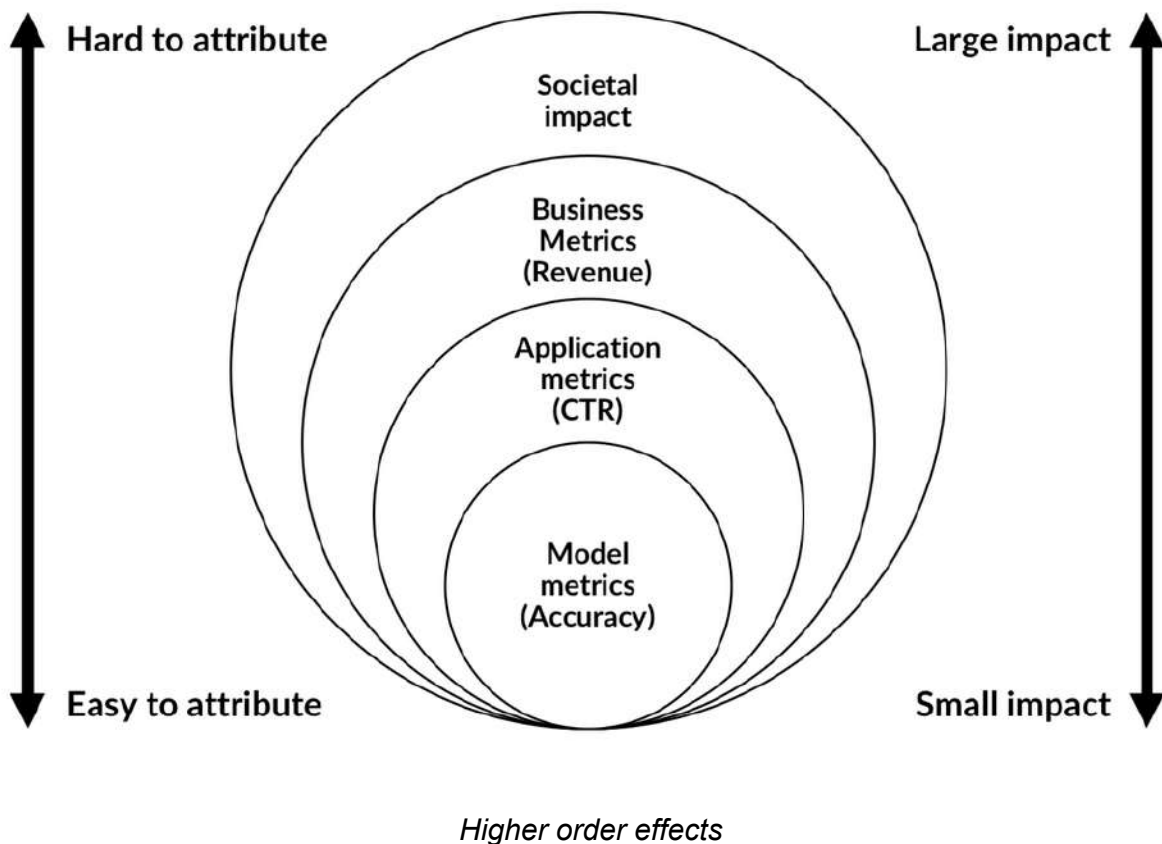 Hard to attribute
Large impact
Societal
impact
Business
Metrics
(Revenue)
Application
metrics
(CTR)
Model
metrics
(Accuracy)
Easy to attribute
Small impact
Higher order effects